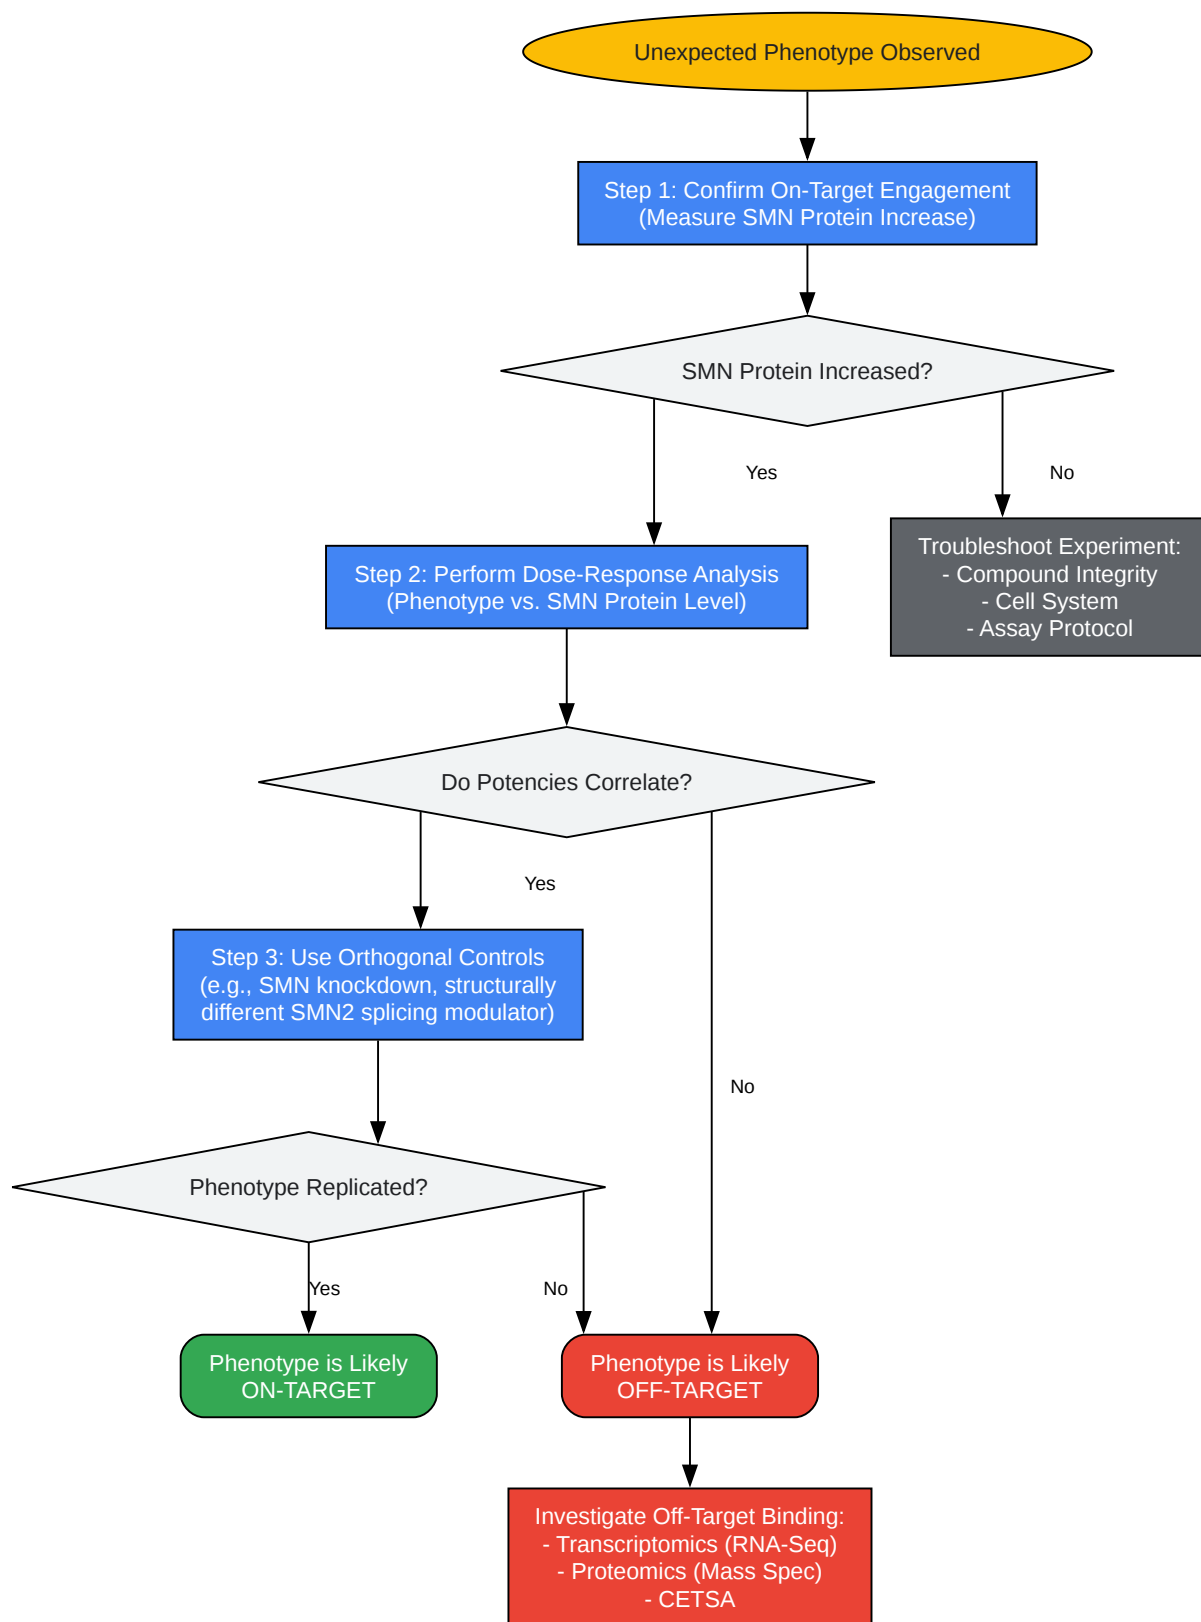 Unexpected Phenotype Observed
Step 1: Confirm On-Target Engagement
(Measure SMN Protein Increase)
SMN Protein Increased?
Yes
No
Troubleshoot Experiment:
- Compound Integrity
- Cell System
- Assay Protocol
Step 2: Perform Dose-Response Analysis
(Phenotype vs. SMN Protein Level)
Do Potencies Correlate?
Yes
Step 3: Use Orthogonal Controls
(e.g., SMN knockdown, structurally
different SMN2 splicing modulator)
No
Phenotype Replicated?
Yes
No
Phenotype is Likely
ON-TARGET
Phenotype is Likely
OFF-TARGET
Investigate Off-Target Binding:
- Transcriptomics (RNA-Seq)
- Proteomics (Mass Spec)
- CETSA